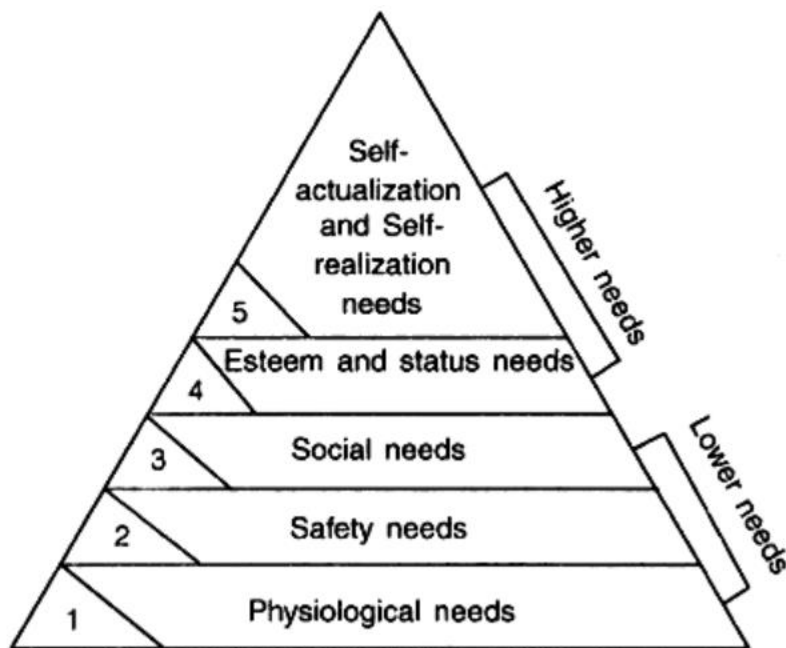 Self-
actualization
and Self-
realization
needs
5
Higher needs
Esteem and status needs
4
3
Social needs
Lower needs
2
Safety needs
1
Physiological needs